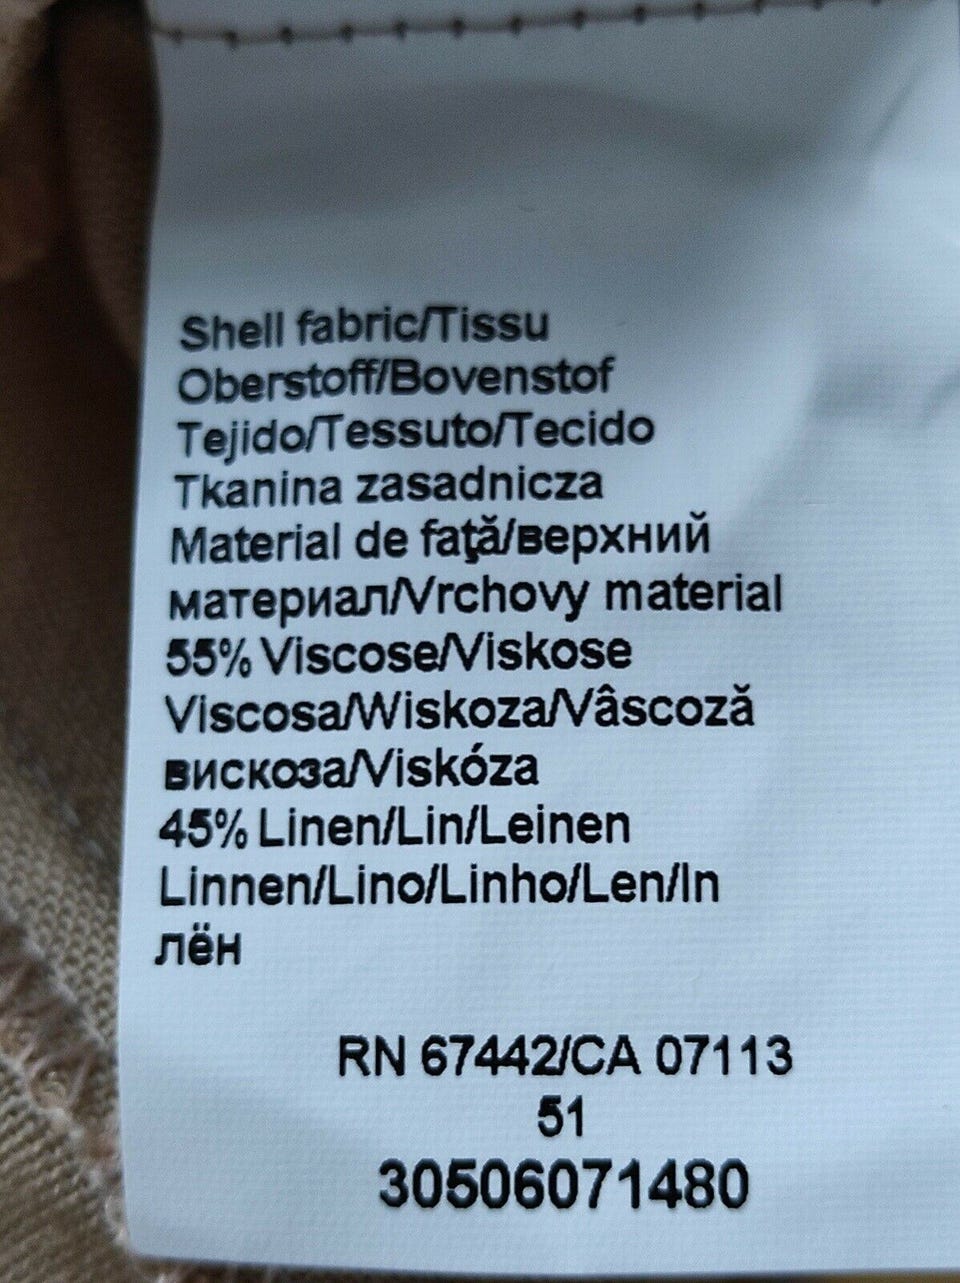 Shell fabric/Tissu
Oberstoff/Bovenstof
Tejido/Tessuto/Tecido
Tkanina zasadnicza
Material de faţă/верхний
материал/Vrchovy material
55% Viscose/Viskose
Viscosa/Wiskoza/Vâscoză
вискоза/Viskóza
45% Linen/Lin/Leinen
Linnen/Lino/Linho/Len/In
лён
RN 67442/CA 07113
51
30506071480